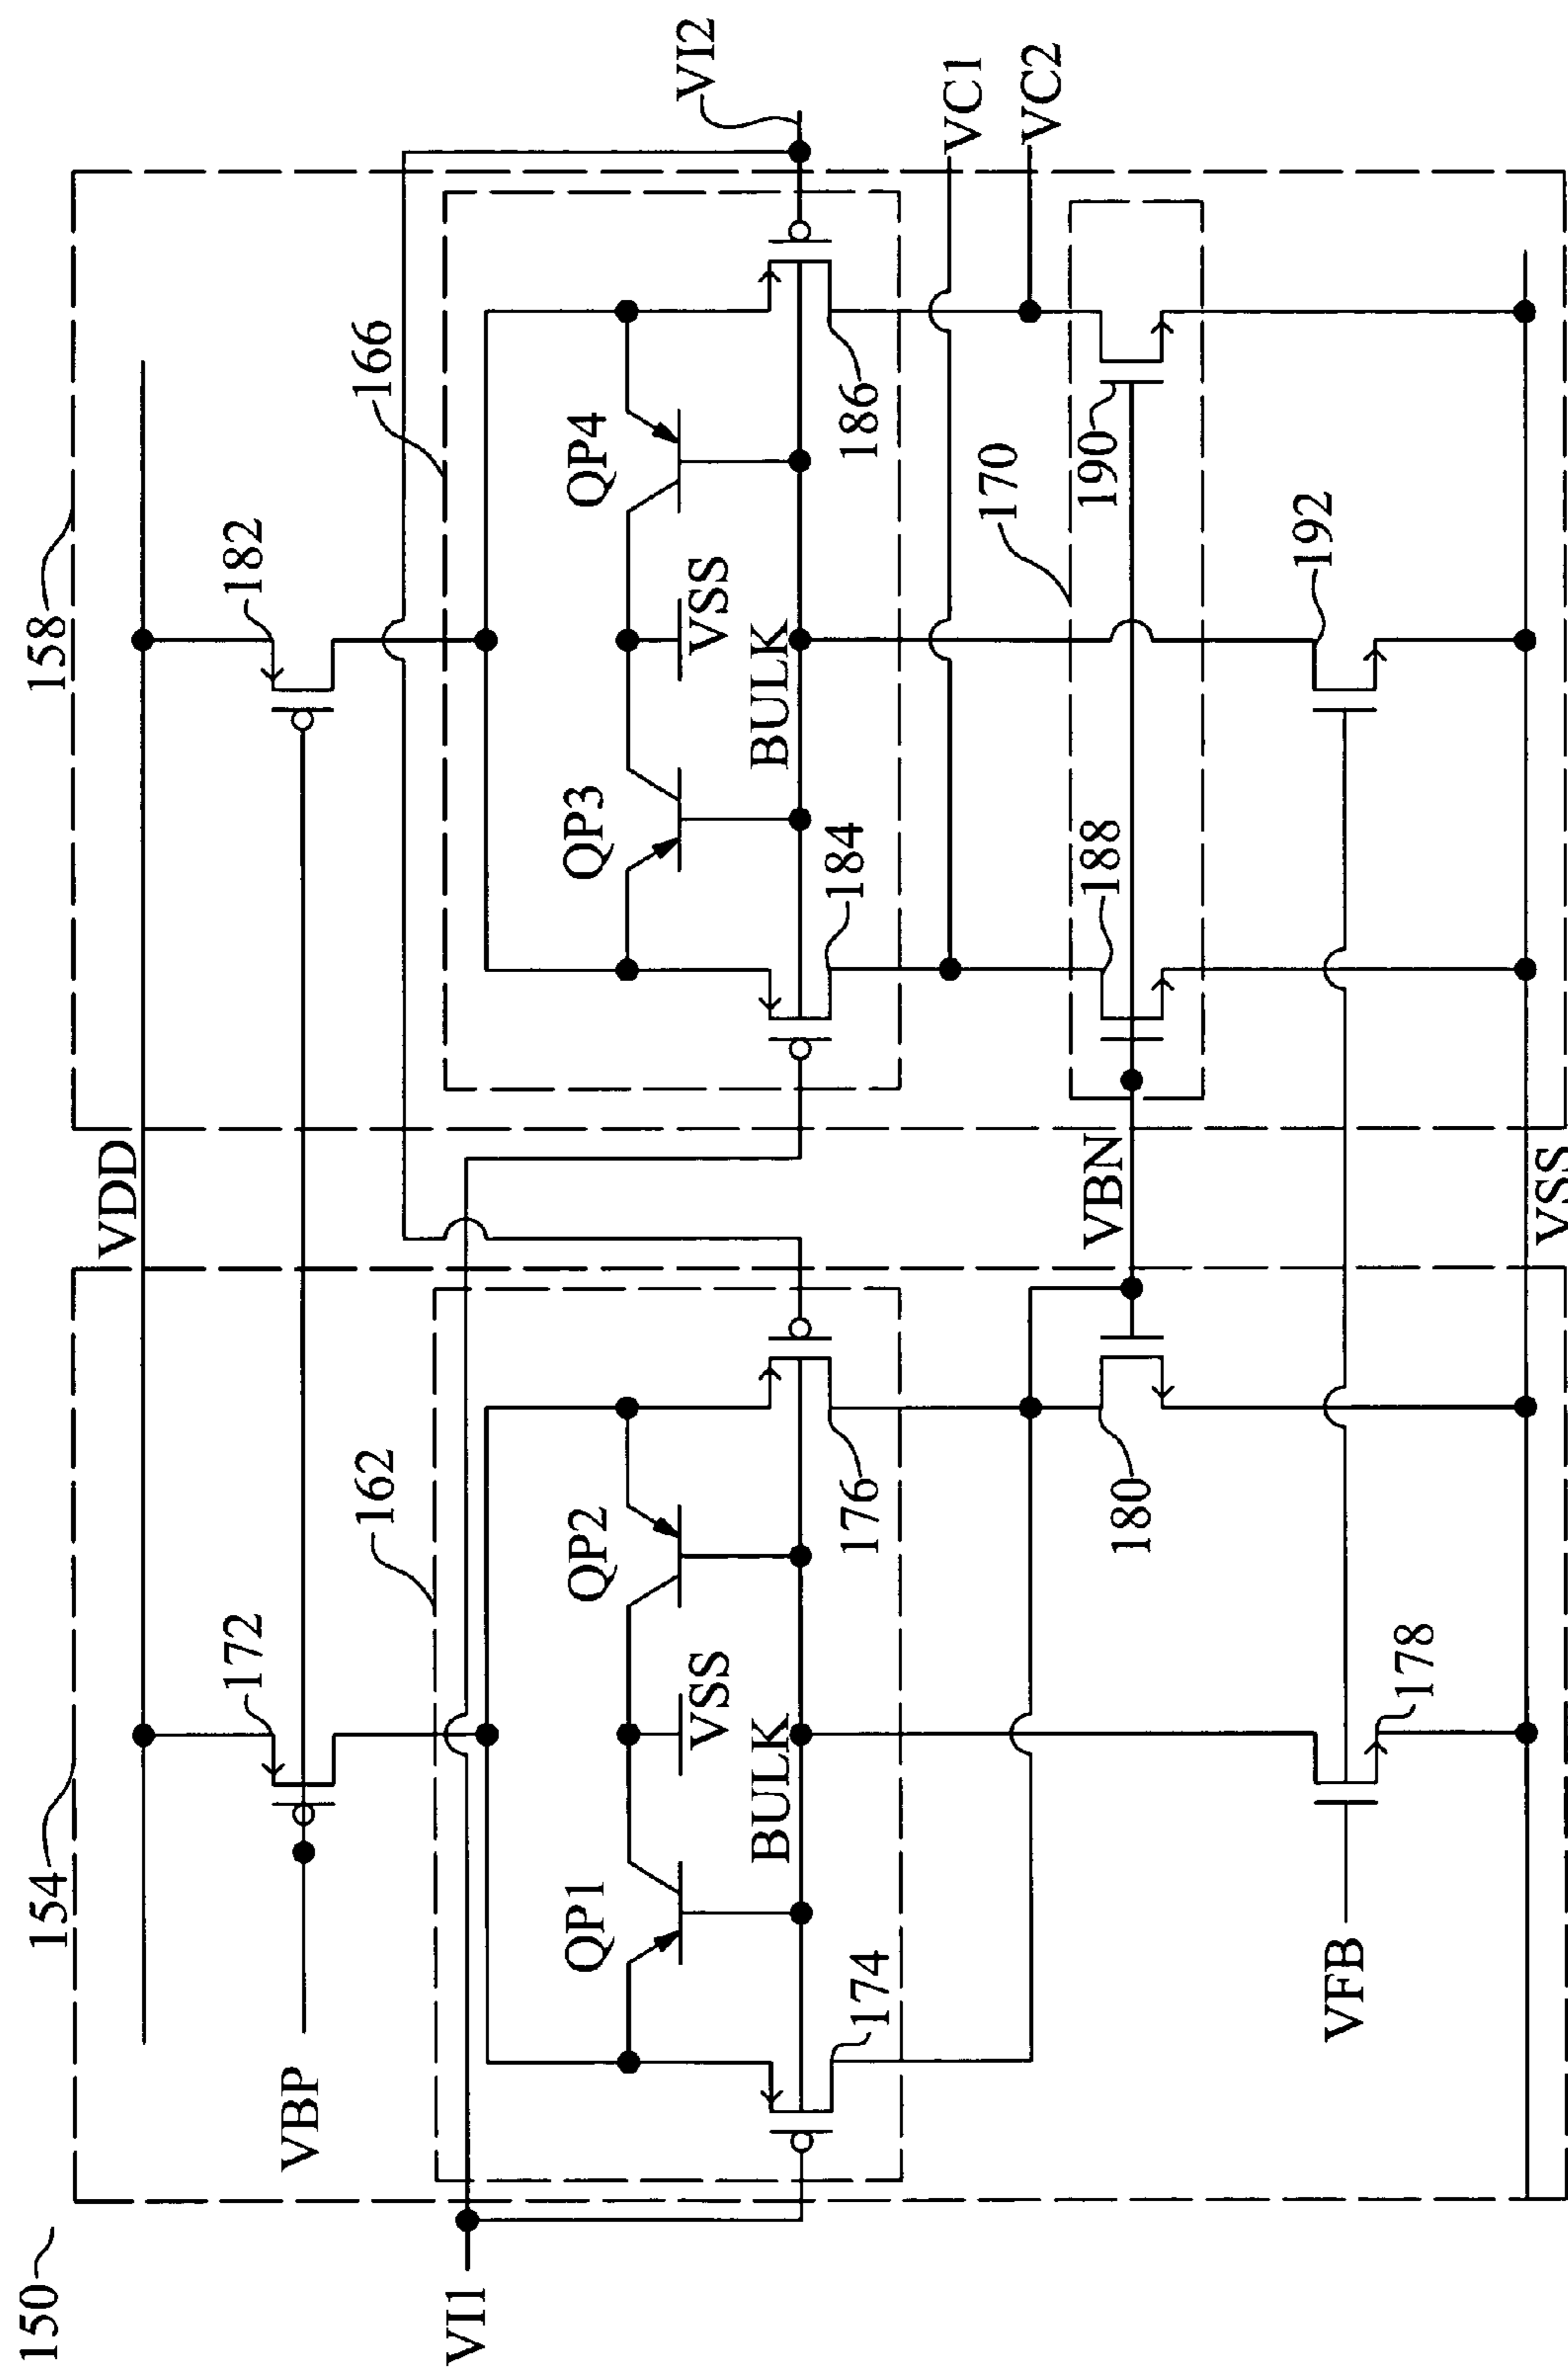 150
154
158
VDD
172
182
VBP
162
166
VI1
VI2
QP1
QP2
QP3
QP4
VSS
VSS
BULK
BULK
174
176
184
186
VC1
VC2
170
180
VBN
188
190
VFB
178
192
VSS